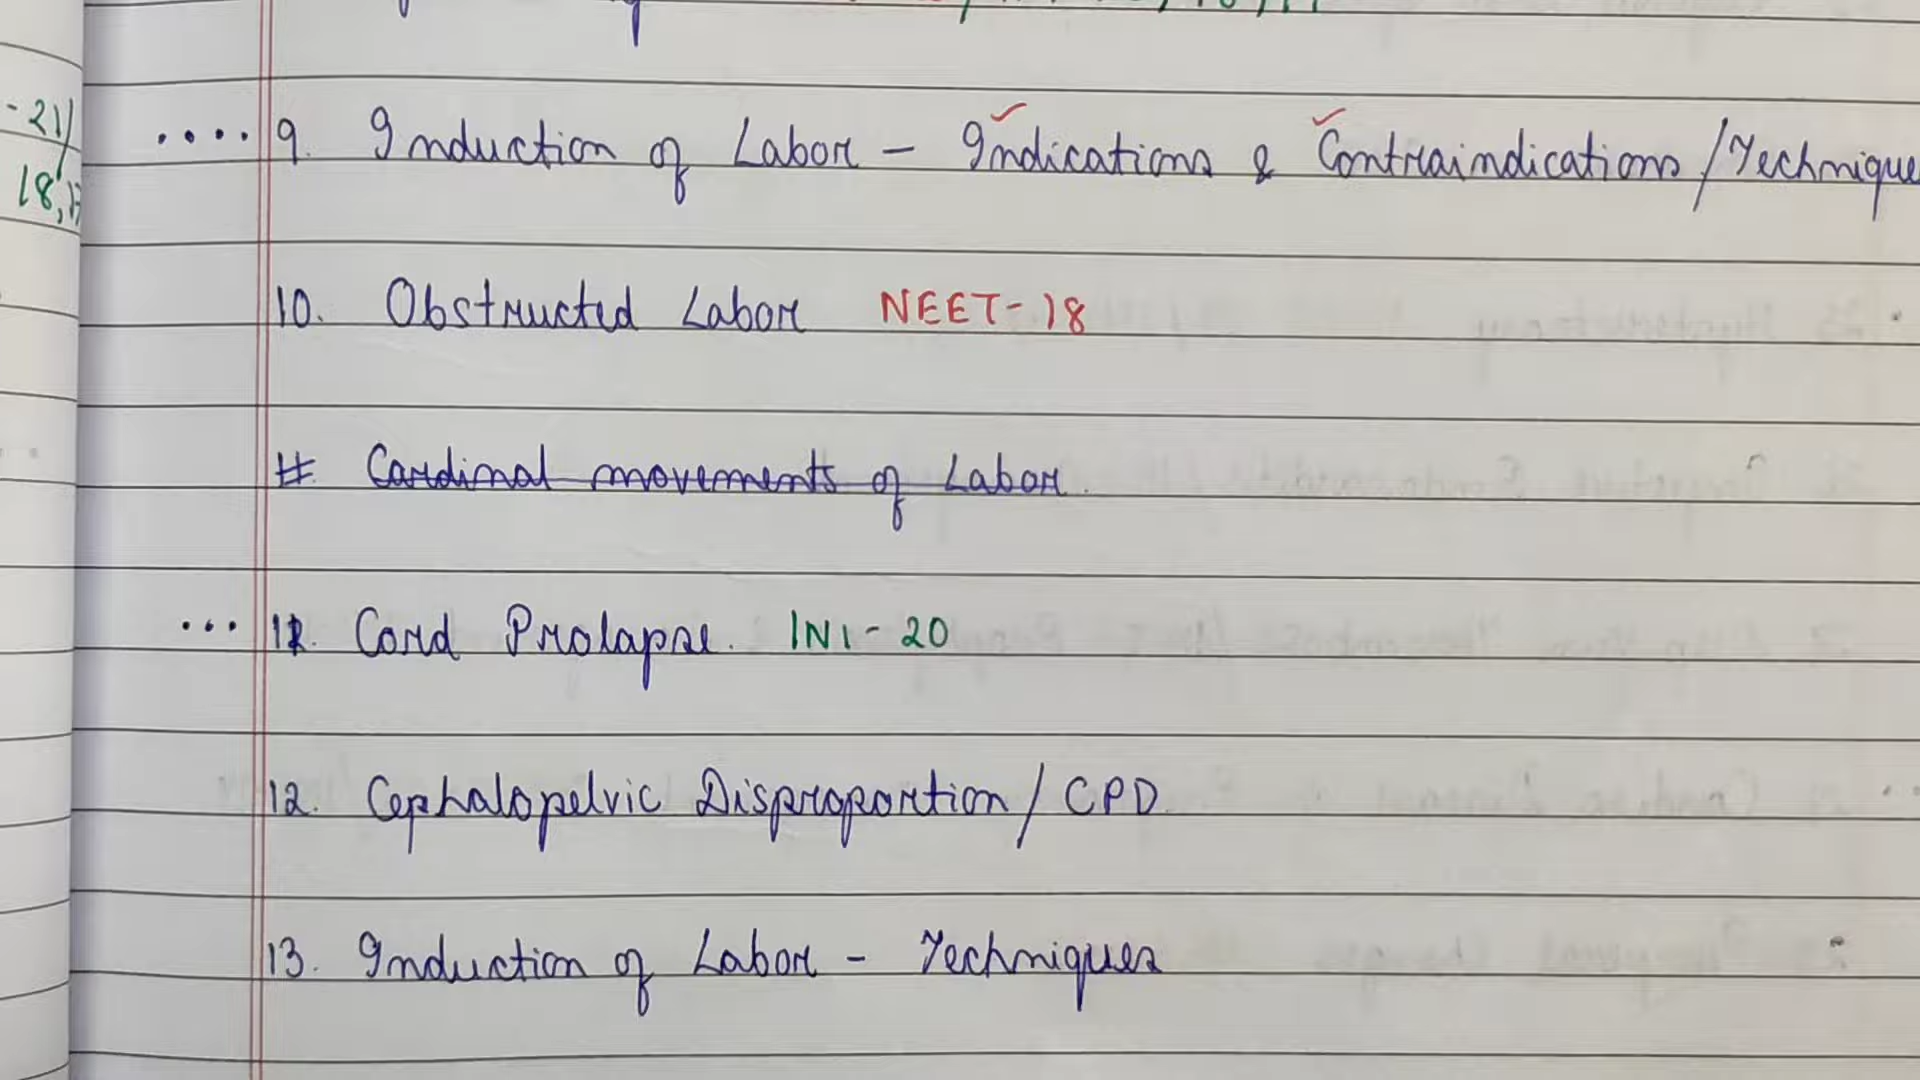 -21/
18,
.... 9. Induction of Labor - Indications & Contraindications / Technique
10. Obstructed Labor NEET-18
# Cardinal movements of Labor.
... 11. Cord Prolapse. INI-20
12. Cephalopelvic Disproportion / CPD.
13. Induction of Labor - Techniques